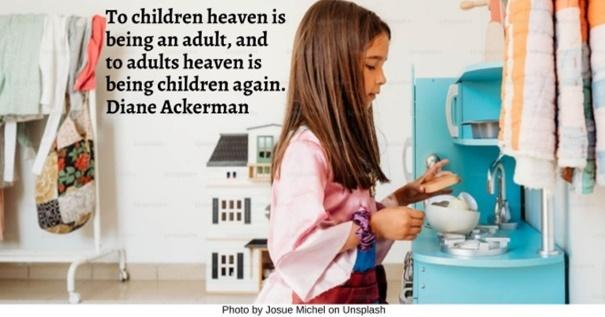 To children heaven is
being an adult, and
to adults heaven is
being children again.
Diane Ackerman
Photo by Josue Michel on Unsplash